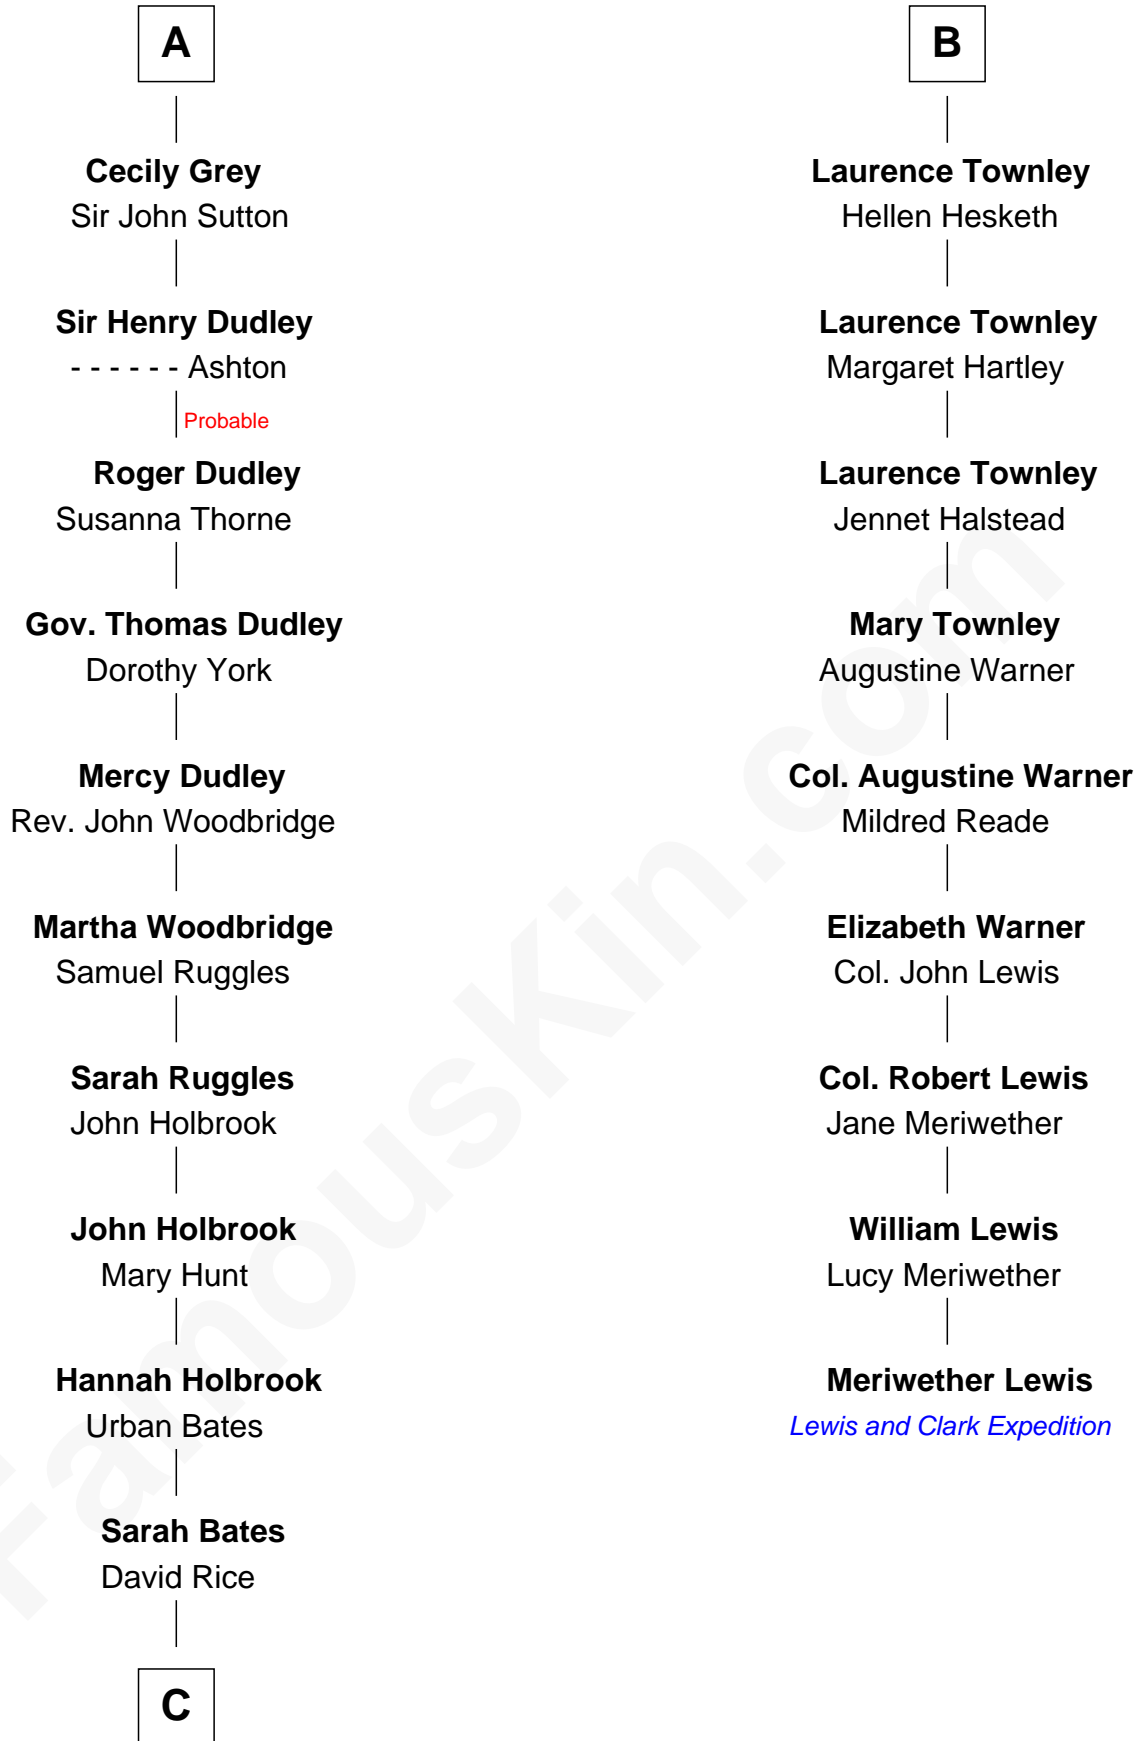 A
Cecily Grey
Sir John Sutton
Sir Henry Dudley
- - - - - - Ashton
Probable
Roger Dudley
Susanna Thorne
Gov. Thomas Dudley
Dorothy York
Mercy Dudley
Rev. John Woodbridge
Martha Woodbridge
Samuel Ruggles
Sarah Ruggles
John Holbrook
John Holbrook
Mary Hunt
Hannah Holbrook
Urban Bates
Sarah Bates
David Rice
C
B
Laurence Townley
Hellen Hesketh
Laurence Townley
Margaret Hartley
Laurence Townley
Jennet Halstead
Mary Townley
Augustine Warner
Col. Augustine Warner
Mildred Reade
Elizabeth Warner
Col. John Lewis
Col. Robert Lewis
Jane Meriwether
William Lewis
Lucy Meriwether
Meriwether Lewis
Lewis and Clark Expedition
FamousKin.com